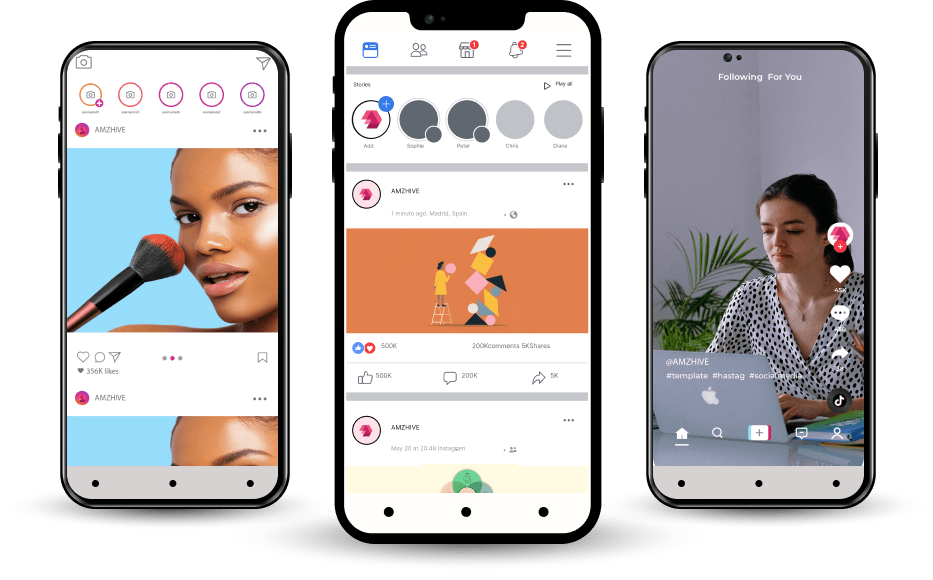 AMZHIVE
356K likes
AMZHIVE
1
2
Stories
Play all
Add
Sophie
Petar
Chris
Diana
AMZHIVE
1 minuto ago. Madrid, Spain
500K
200Kcomments 5KShares
500K
200K
5K
AMZHIVE
May 20 at 20:48 Instagram
Following For You
45K
@AMZHIVE
#template #hastag #socialmedia